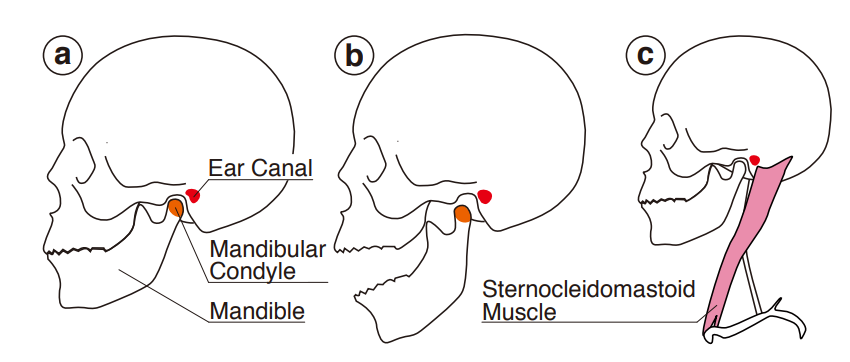 a
b
c
Ear Canal
Mandibular
Condyle
Mandible
Sternocleidomastoid
Muscle